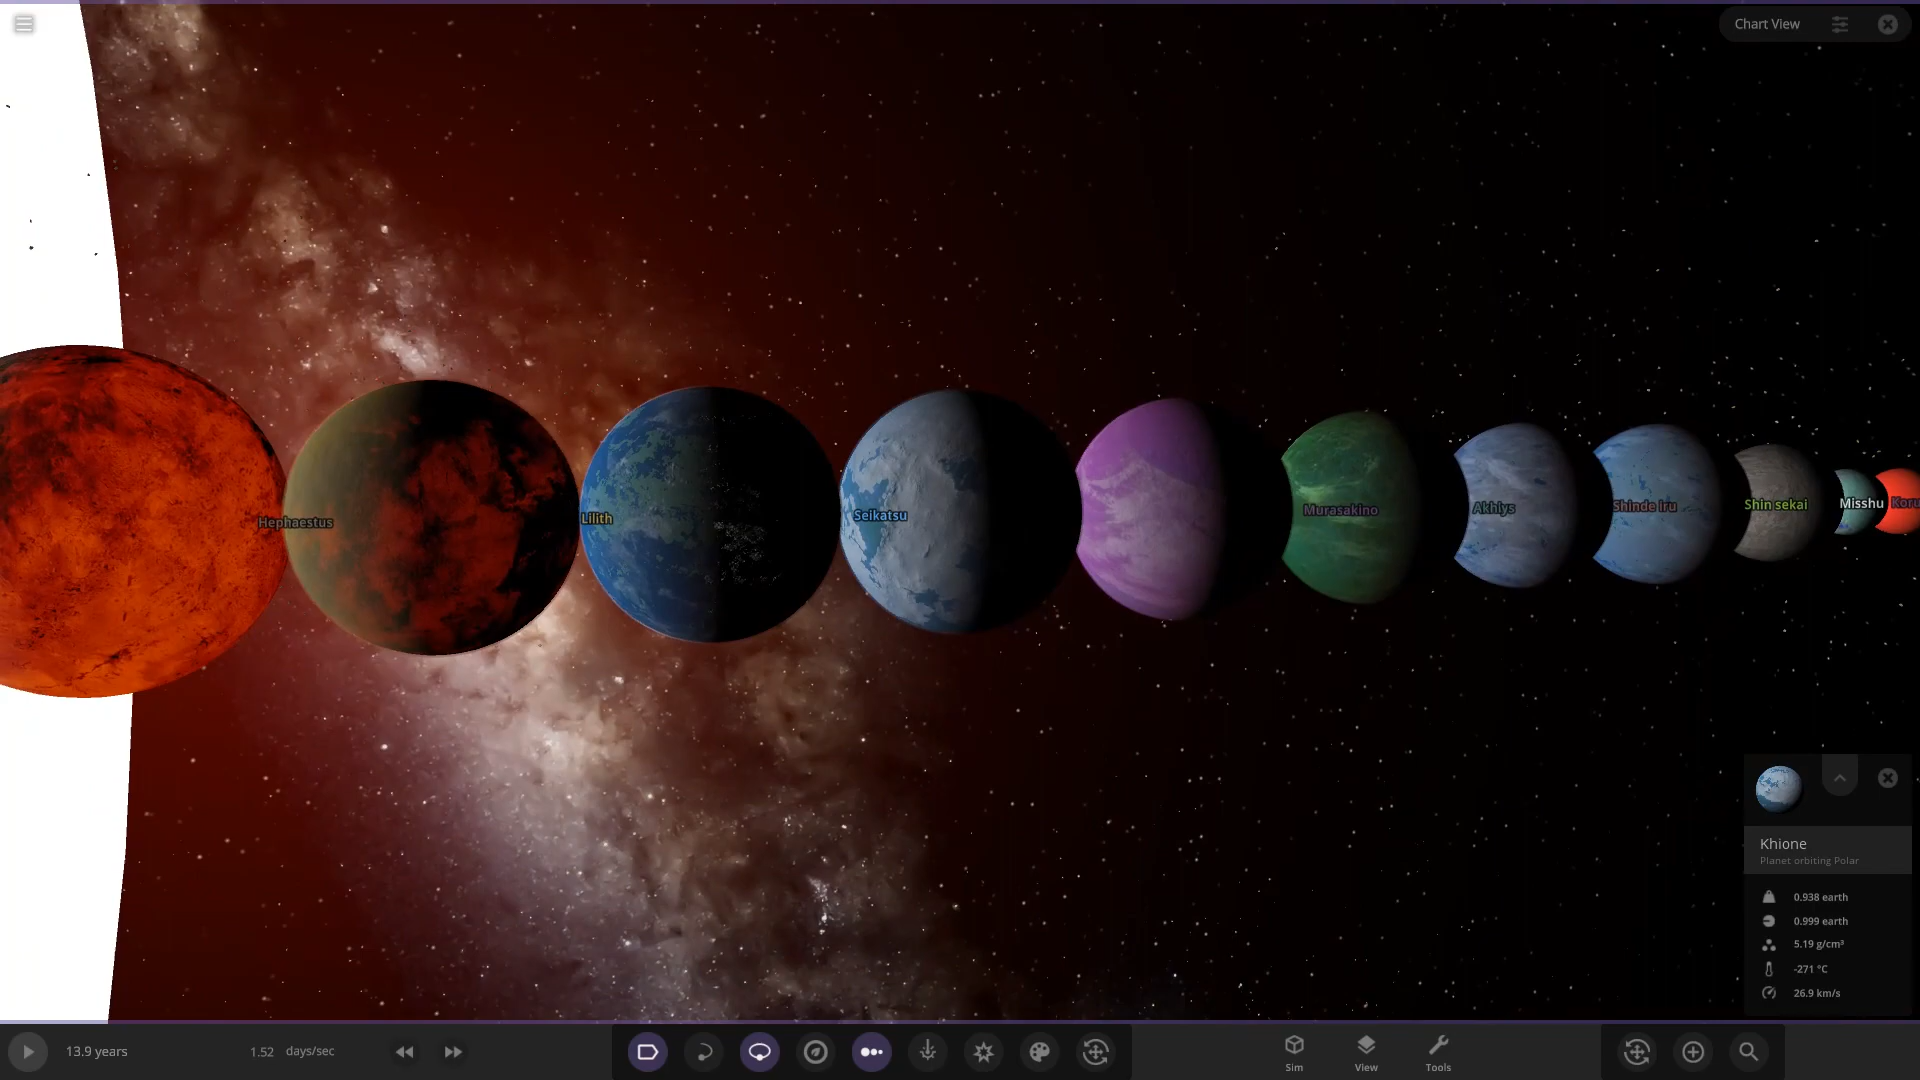 Chart View
Hephaestus
Lilith
Seikatsu
Murasakino
Akhlys
Shinde iru
Shin sekai
Misshu
Khione
Planet orbiting Polar
0.938 earth
0.999 earth
5.19 g/cm³
-271 °C
26.9 km/s
13.9 years
1.52 days/sec
Sim
View
Tools